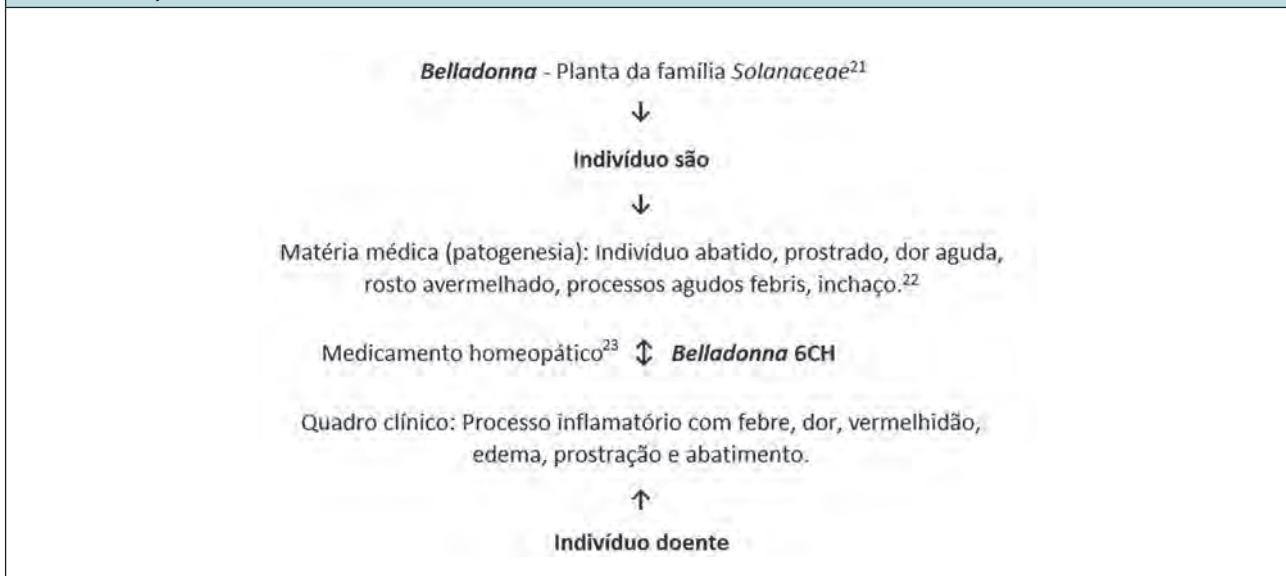 Belladonna - Planta da família Solanaceae21
↓
Indivíduo são
↓
Matéria médica (patogenesia): Indivíduo abatido, prostrado, dor aguda,
rosto avermelhado, processos agudos febris, inchaço.22
Medicamento homeopático23 ↕ Belladonna 6CH
Quadro clínico: Processo inflamatório com febre, dor, vermelhidão,
edema, prostração e abatimento.
↑
Indivíduo doente